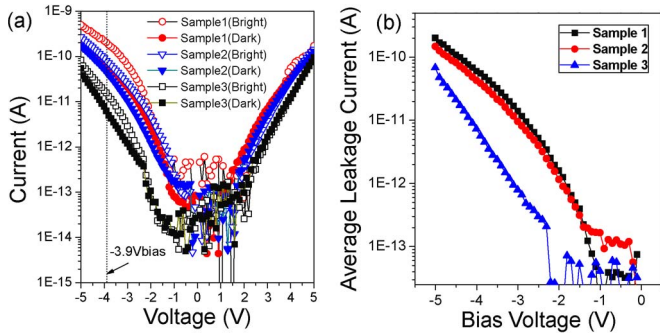 (a)
Sample1(Bright)
Sample1(Dark)
Sample2(Bright)
Sample2(Dark)
Sample3(Bright)
Sample3(Dark)
1E-9
1E-10
1E-11
1E-12
1E-13
1E-14
1E-15
Current (A)
-3.9Vbias
-5 -4 -3 -2 -1 0 1 2 3 4 5
Voltage (V)
b)
Sample 1
Sample 2
Sample 3
1E-10
1E-11
1E-12
1E-13
Average Leakage Current (A)
-5 -4 -3 -2 -1 0
Bias Voltage (V)